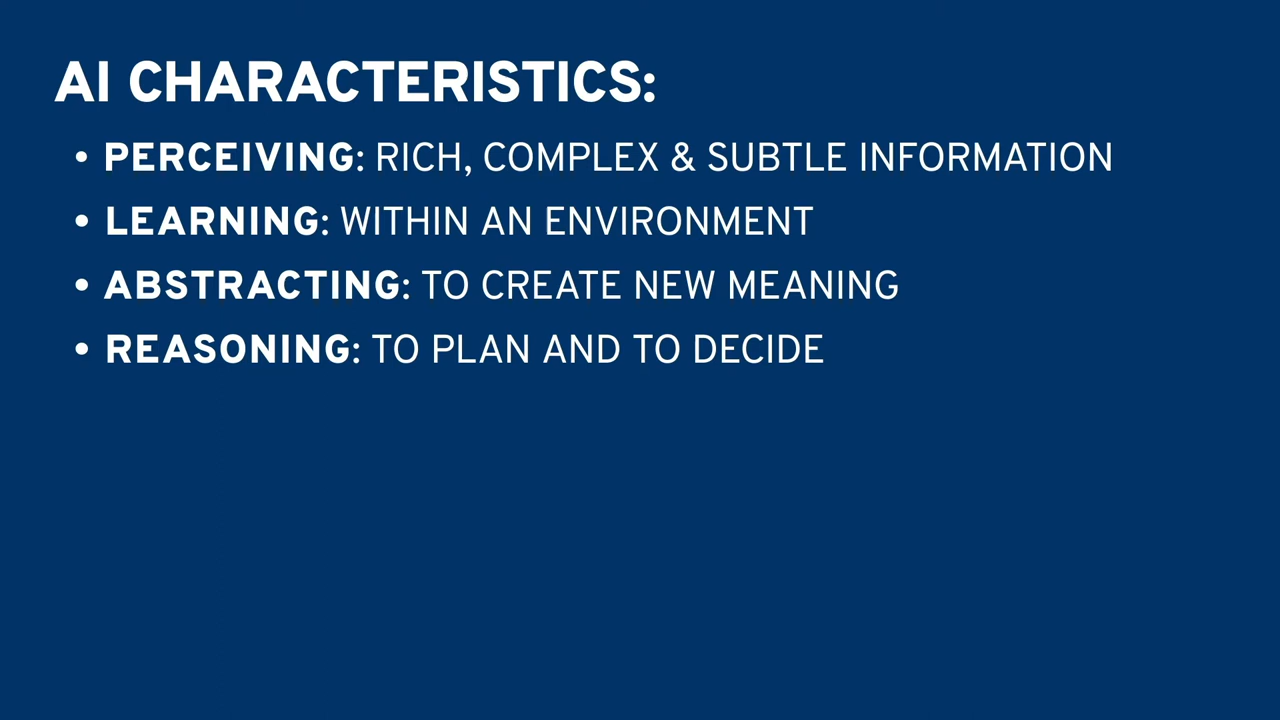 AI CHARACTERISTICS:
• PERCEIVING: RICH, COMPLEX & SUBTLE INFORMATION
• LEARNING: WITHIN AN ENVIRONMENT
• ABSTRACTING: TO CREATE NEW MEANING
• REASONING: TO PLAN AND TO DECIDE